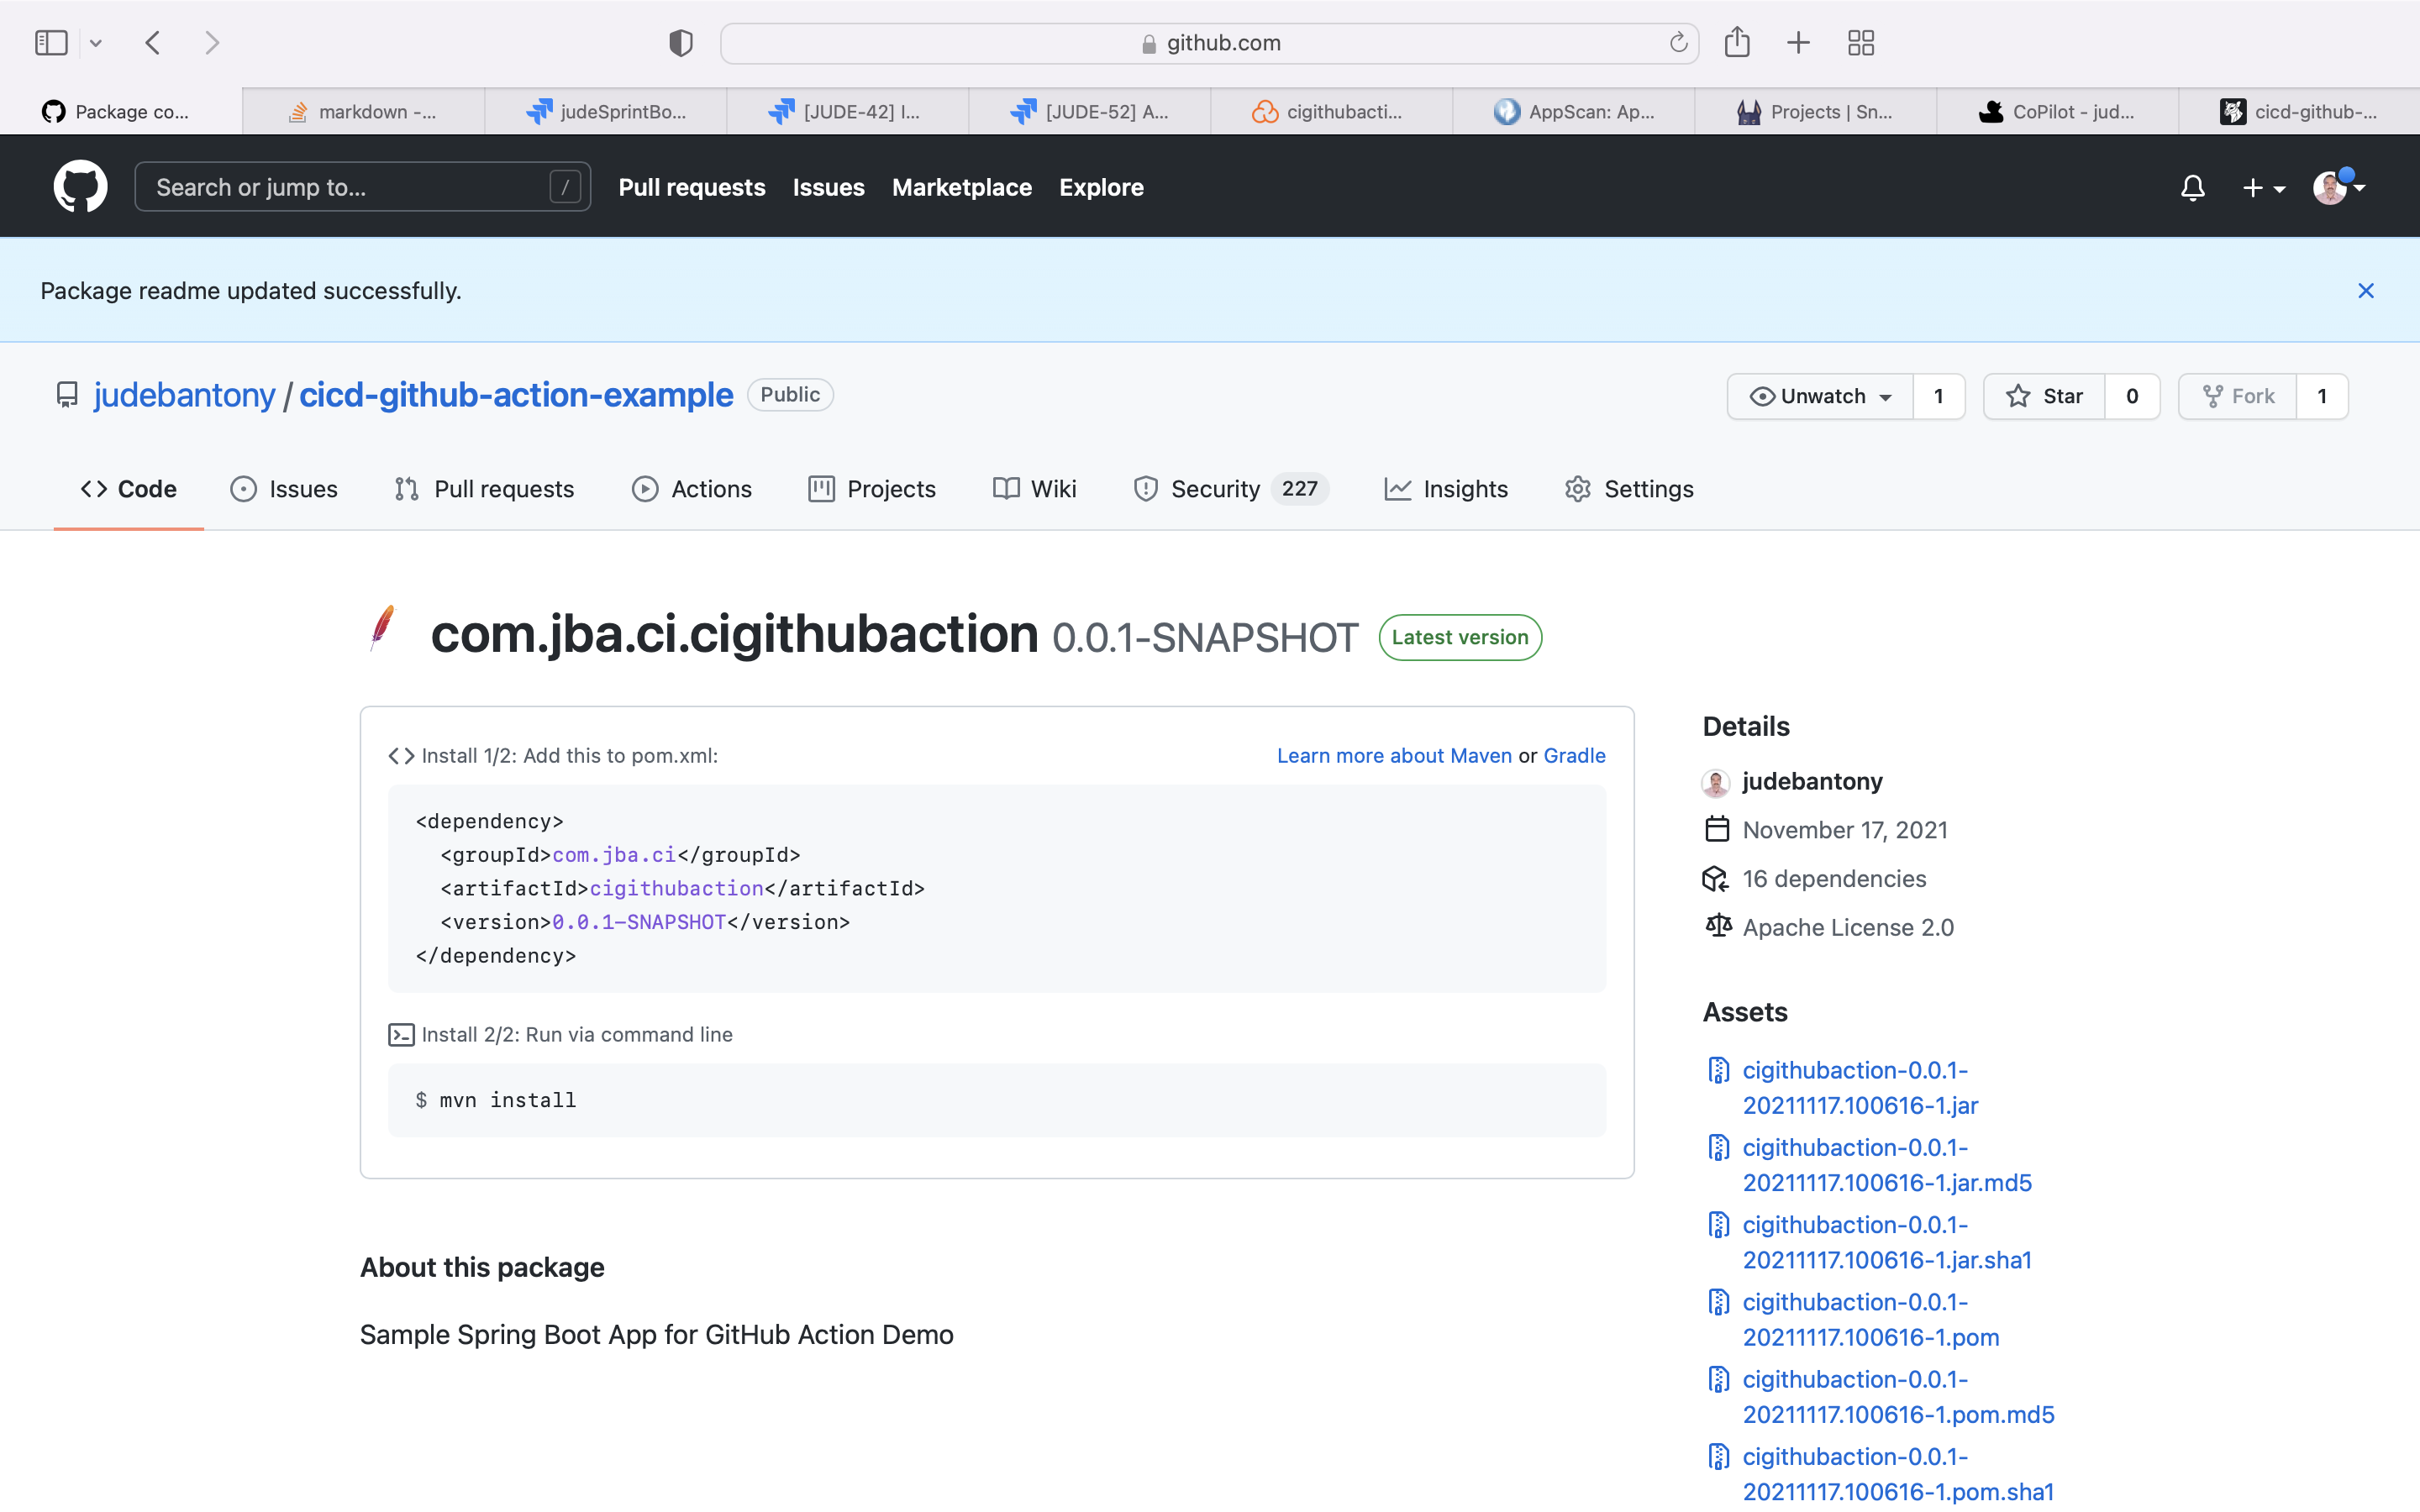 github.com
Package co...
markdown -...
judeSprintBo...
[JUDE-42] I...
[JUDE-52] A...
cigithubacti...
AppScan: Ap...
Projects | Sn...
CoPilot - jud...
cicd-github-...
Search or jump to... /
Pull requests
Issues
Marketplace
Explore
Package readme updated successfully.
judebantony / cicd-github-action-example Public
Unwatch 1
Star 0
Fork 1
Code
Issues
Pull requests
Actions
Projects
Wiki
Security 227
Insights
Settings
com.jba.ci.cigithubaction 0.0.1-SNAPSHOT Latest version
Install 1/2: Add this to pom.xml:
Learn more about Maven or Gradle
<dependency>
  <groupId>com.jba.ci</groupId>
  <artifactId>cigithubaction</artifactId>
  <version>0.0.1-SNAPSHOT</version>
</dependency>
Install 2/2: Run via command line
$ mvn install
About this package
Sample Spring Boot App for GitHub Action Demo
Details
judebantony
November 17, 2021
16 dependencies
Apache License 2.0
Assets
cigithubaction-0.0.1-
20211117.100616-1.jar
cigithubaction-0.0.1-
20211117.100616-1.jar.md5
cigithubaction-0.0.1-
20211117.100616-1.jar.sha1
cigithubaction-0.0.1-
20211117.100616-1.pom
cigithubaction-0.0.1-
20211117.100616-1.pom.md5
cigithubaction-0.0.1-
20211117.100616-1.pom.sha1